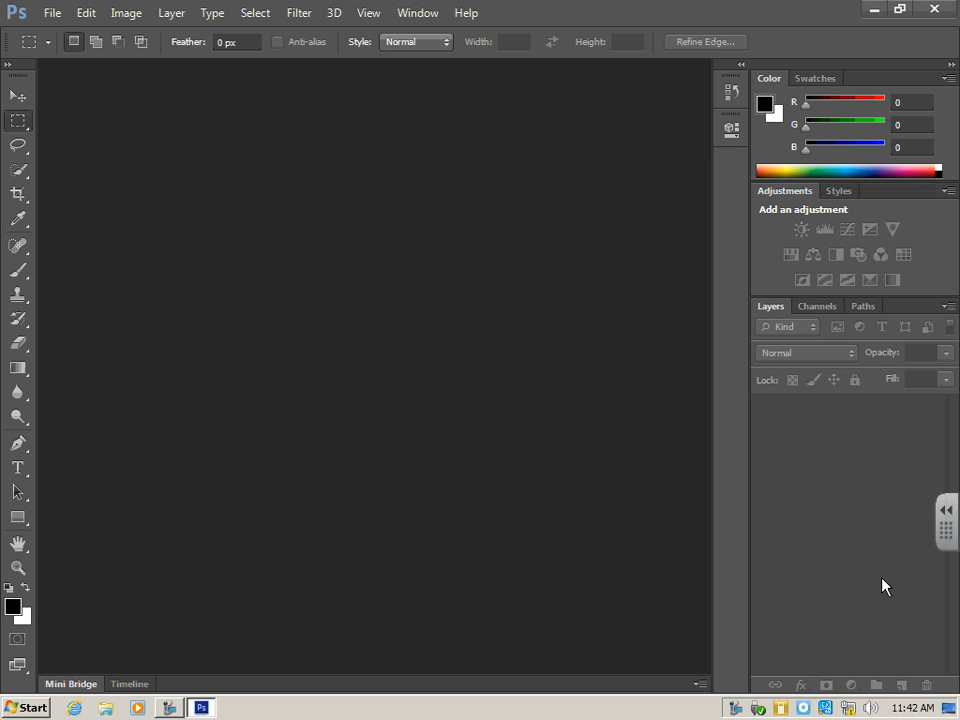 Ps File Edit Image Layer Type Select Filter 3D View Window Help
Feather: 0 px Anti-alias Style: Normal Width: Height: Refine Edge...
Color Swatches
R 0
G 0
B 0
Adjustments Styles
Add an adjustment
Layers Channels Paths
Kind
Normal Opacity:
Lock: Fill:
Mini Bridge Timeline
Start Ps 11:42 AM